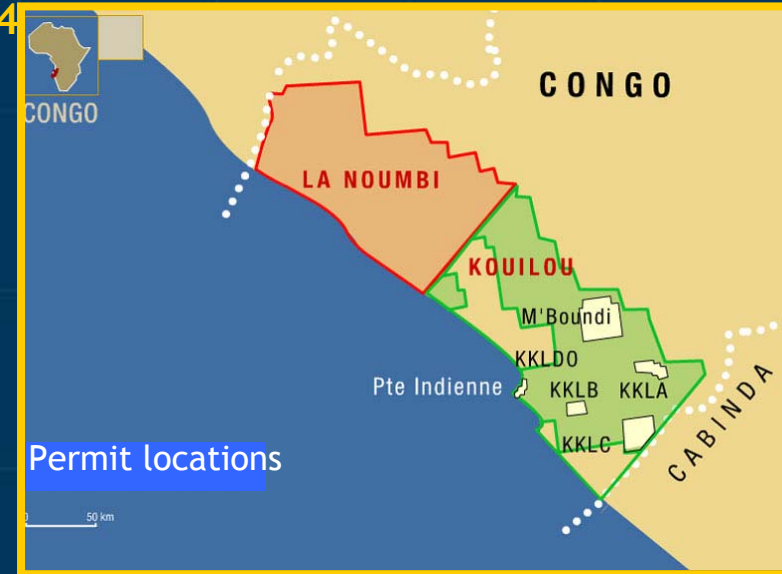 4
CONGO
CONGO
LA NOUMBI
KOUILOU
M'Boundi
KKLDO
Pte Indienne
KKLB
KKLA
KKLC
CABINDA
Permit locations
0
50 km